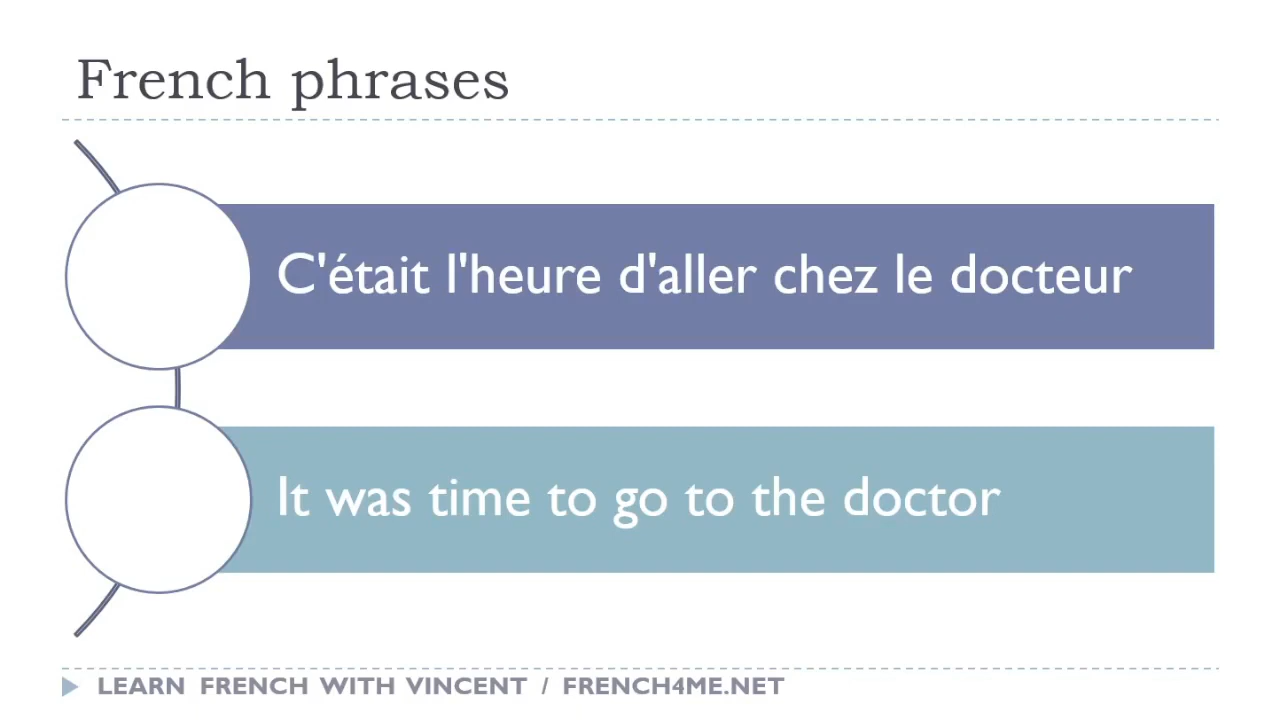 French phrases
C'était l'heure d'aller chez le docteur
It was time to go to the doctor
LEARN FRENCH WITH VINCENT / FRENCH4ME.NET